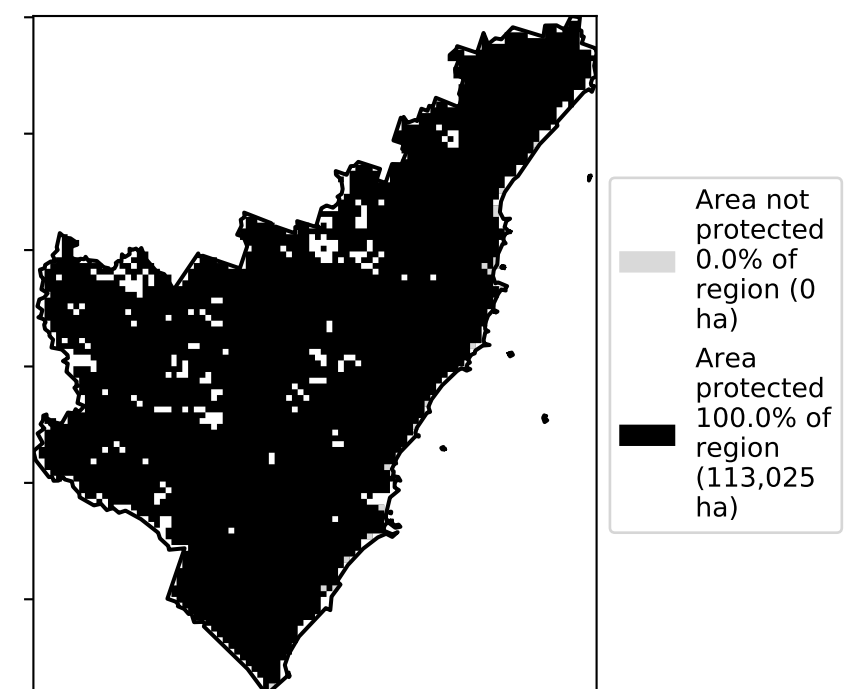 Area not
protected
0.0% of
region (0
ha)
Area
protected
100.0% of
region
(113,025
ha)